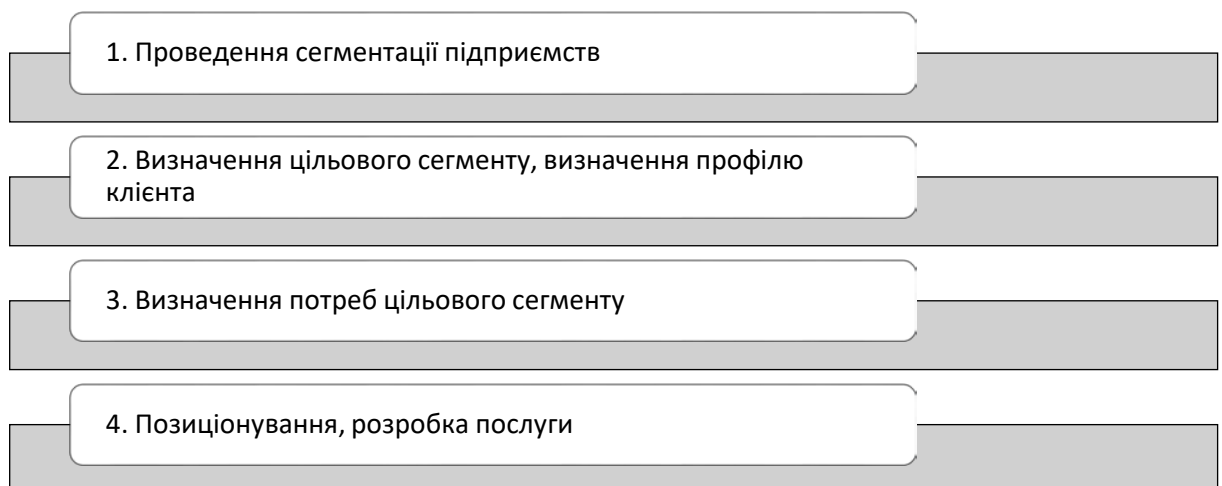 1. Проведення сегментації підприємств
2. Визначення цільового сегменту, визначення профілю
клієнта
3. Визначення потреб цільового сегменту
4. Позиціонування, розробка послуги